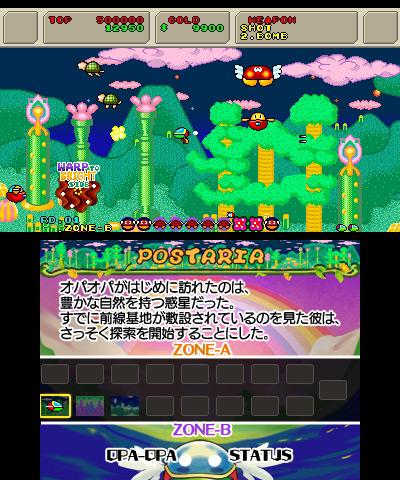 TOP 500000 GOLD WEAPON
12950 $ 9900 SHOT
2.BOMB
WARP TO
BRIGHT
SIDE
RD.01
ZONE-B
POSTARIA
オパオパがはじめに訪れたのは、
豊かな自然を持つ惑星だった。
すでに前線基地が敷設されているのを見た彼は、
さっそく探索を開始することにした。
ZONE-A
ZONE-B
OPA-OPA STATUS